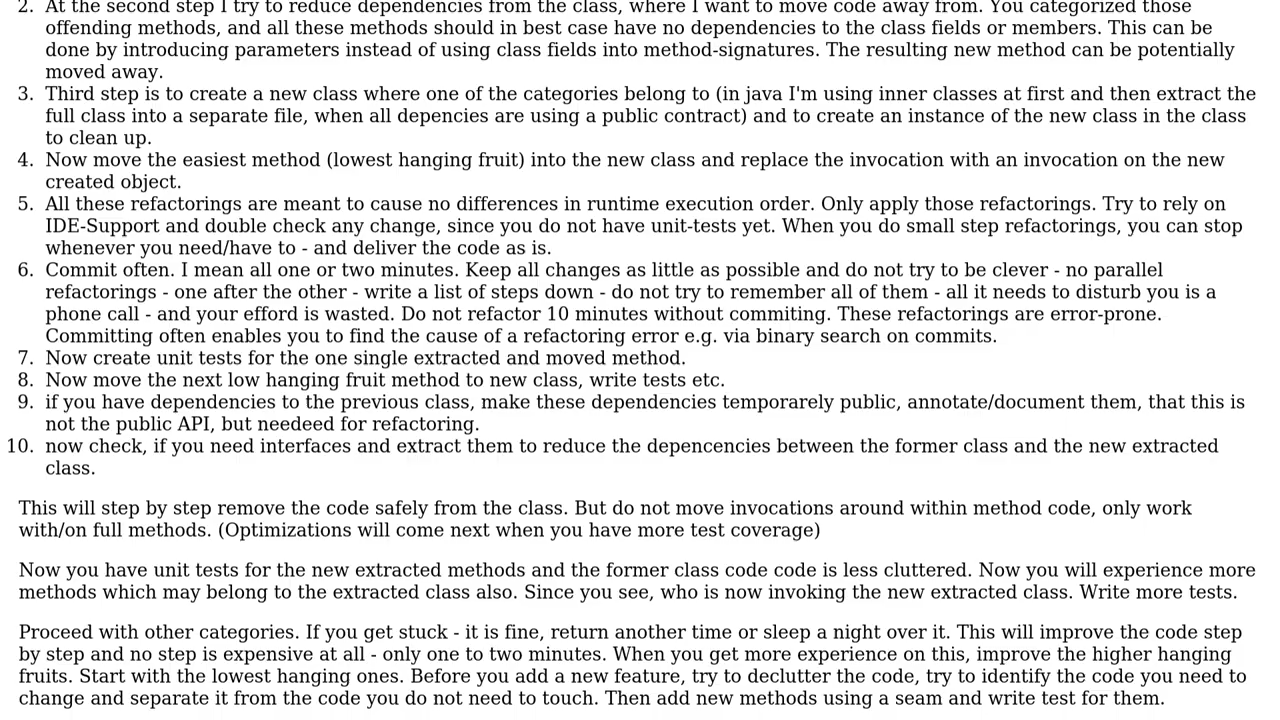 2. At the second step I try to reduce dependencies from the class, where I want to move code away from. You categorized those
offending methods, and all these methods should in best case have no dependencies to the class fields or members. This can be
done by introducing parameters instead of using class fields into method-signatures. The resulting new method can be potentially
moved away.
3. Third step is to create a new class where one of the categories belong to (in java I'm using inner classes at first and then extract the
full class into a separate file, when all depencies are using a public contract) and to create an instance of the new class in the class
to clean up.
4. Now move the easiest method (lowest hanging fruit) into the new class and replace the invocation with an invocation on the new
created object.
5. All these refactorings are meant to cause no differences in runtime execution order. Only apply those refactorings. Try to rely on
IDE-Support and double check any change, since you do not have unit-tests yet. When you do small step refactorings, you can stop
whenever you need/have to - and deliver the code as is.
6. Commit often. I mean all one or two minutes. Keep all changes as little as possible and do not try to be clever - no parallel
refactorings - one after the other - write a list of steps down - do not try to remember all of them - all it needs to disturb you is a
phone call - and your efford is wasted. Do not refactor 10 minutes without commiting. These refactorings are error-prone.
Committing often enables you to find the cause of a refactoring error e.g. via binary search on commits.
7. Now create unit tests for the one single extracted and moved method.
8. Now move the next low hanging fruit method to new class, write tests etc.
9. if you have dependencies to the previous class, make these dependencies temporarely public, annotate/document them, that this is
not the public API, but needeed for refactoring.
10. now check, if you need interfaces and extract them to reduce the depencencies between the former class and the new extracted
class.
This will step by step remove the code safely from the class. But do not move invocations around within method code, only work
with/on full methods. (Optimizations will come next when you have more test coverage)
Now you have unit tests for the new extracted methods and the former class code code is less cluttered. Now you will experience more
methods which may belong to the extracted class also. Since you see, who is now invoking the new extracted class. Write more tests.
Proceed with other categories. If you get stuck - it is fine, return another time or sleep a night over it. This will improve the code step
by step and no step is expensive at all - only one to two minutes. When you get more experience on this, improve the higher hanging
fruits. Start with the lowest hanging ones. Before you add a new feature, try to declutter the code, try to identify the code you need to
change and separate it from the code you do not need to touch. Then add new methods using a seam and write test for them.